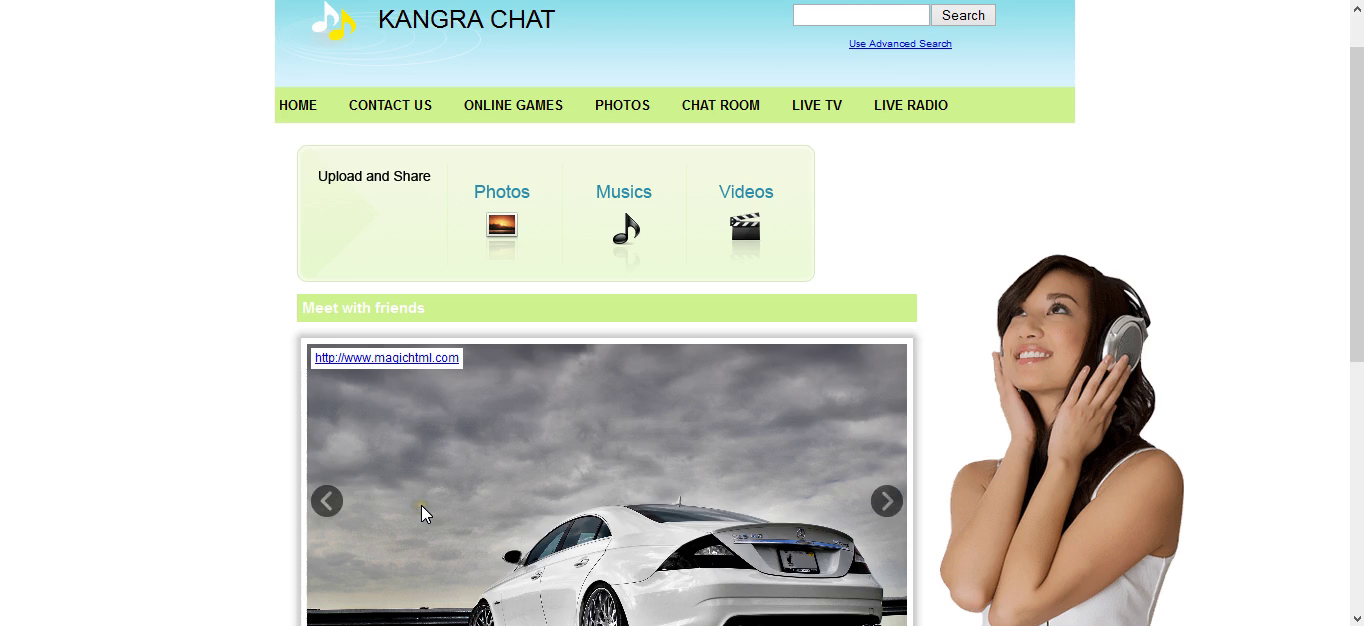 KANGRA CHAT
Search
Use Advanced Search
HOME CONTACT US ONLINE GAMES PHOTOS CHAT ROOM LIVE TV LIVE RADIO
Upload and Share
Photos Musics Videos
Meet with friends
http://www.magichtml.com